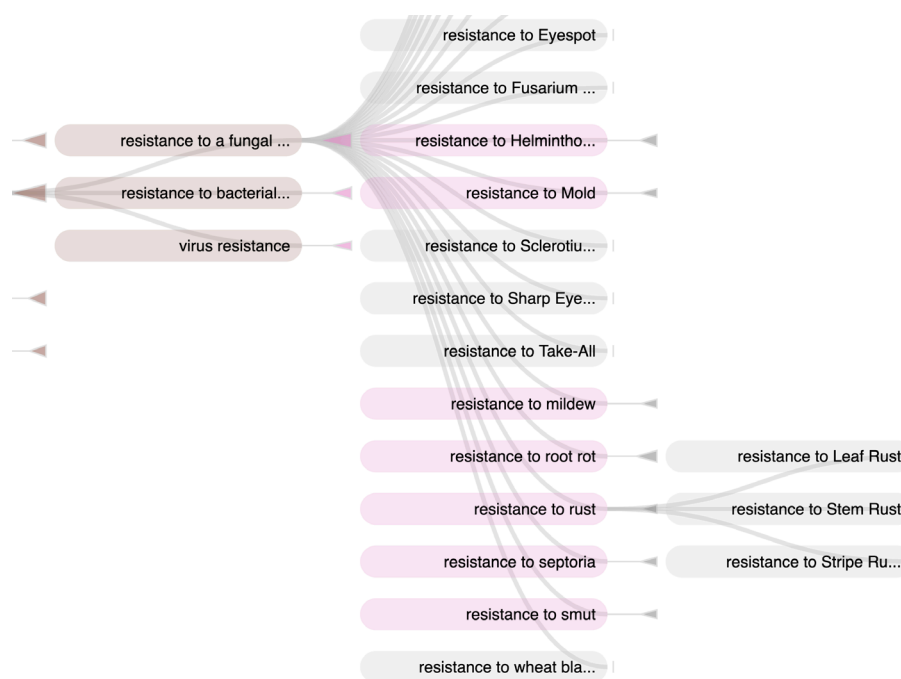 resistance to Eyespot
resistance to Fusarium ...
resistance to a fungal ...
resistance to Helmintho...
resistance to bacterial...
resistance to Mold
virus resistance
resistance to Sclerotiu...
resistance to Sharp Eye...
resistance to Take-All
resistance to mildew
resistance to root rot
resistance to Leaf Rust
resistance to rust
resistance to Stem Rust
resistance to septoria
resistance to Stripe Ru...
resistance to smut
resistance to wheat bla...